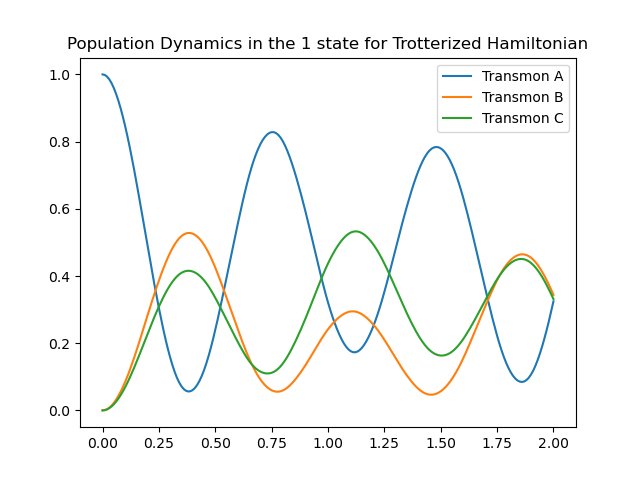 Population Dynamics in the 1 state for Trotterized Hamiltonian
Transmon A
Transmon B
Transmon C
1.0
0.8
0.6
0.4
0.2
0.0
0.00 0.25 0.50 0.75 1.00 1.25 1.50 1.75 2.00